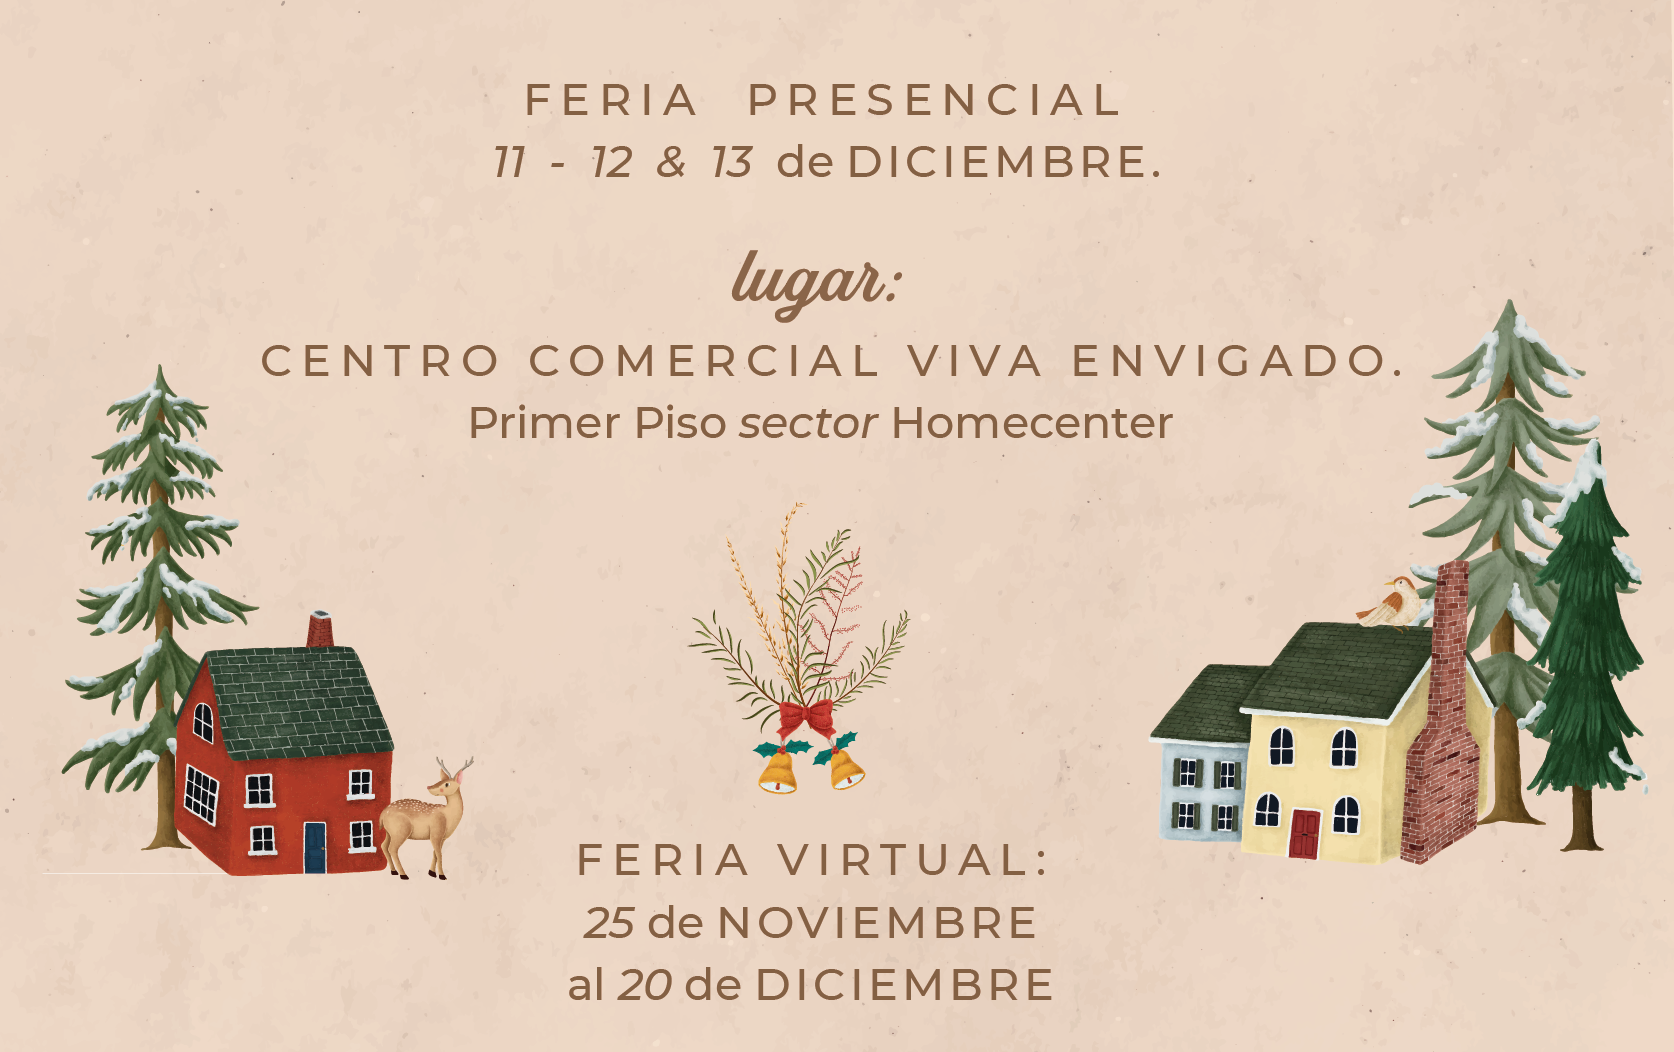 FERIA PRESENCIAL
11 - 12 & 13 de DICIEMBRE.
lugar:
CENTRO COMERCIAL VIVA ENVIGADO.
Primer Piso sector Homecenter
FERIA VIRTUAL:
25 de NOVIEMBRE
al 20 de DICIEMBRE